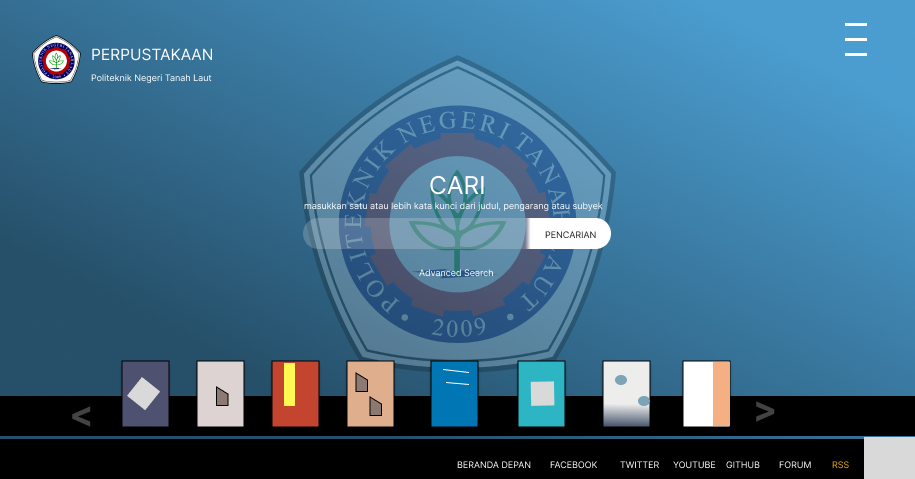 PERPUSTAKAAN
Politeknik Negeri Tanah Laut
POLITEKNIK NEGERI TANAH LAUT
• 2009 •
CARI
masukkan satu atau lebih kata kunci dari judul, pengarang atau subyek
PENCARIAN
Advanced Search
<
>
BERANDA DEPAN FACEBOOK TWITTER YOUTUBE GITHUB FORUM RSS